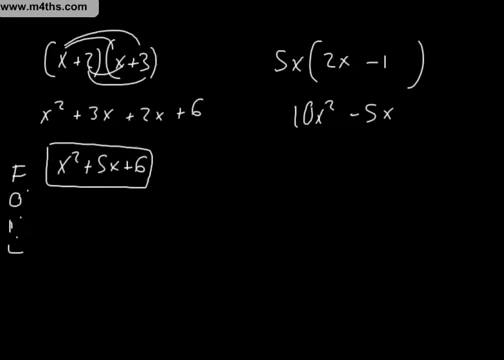 www.m4ths.com
(x+2)(x+3)
x² + 3x + 2x + 6
x² + 5x + 6
F
O
I
L
5x(2x - 1)
10x² - 5x